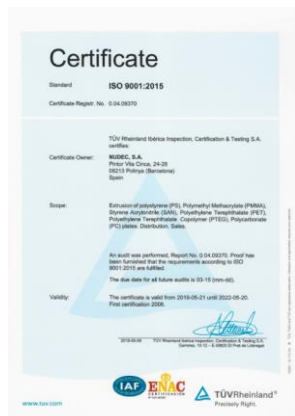 Certificate
Standard ISO 9001:2015
Certificate Registr. No. 0.04.09370
TÜV Rheinland Ibérica Inspection, Certification & Testing S.A.
certifies:
Certificate Owner: NUDEC, S.A.
Pintor Vila Cinca, 24-28
08213 Polinya (Barcelona)
Spain
Scope: Extrusion of polystyrene (PS), Polymethyl Methacrylate (PMMA),
Styrene Acrylonitrile (SAN), Polyethylene Terephthalate (PET),
Polyethylene Terephthalate. Copolymer (PTEG), Polycarbonate
(PC) plates. Distribution. Sales.
An audit was performed, Report No. 0.04.09370. Proof has
been furnished that the requirements according to ISO
9001:2015 are fulfilled.
The due date for all future audits is 03-15 (mm-dd).
Validity: The certificate is valid from 2019-05-21 until 2022-05-20.
First certification 2006.
TÜV Rheinland Ibérica Inspection, Certification & Testing S.A.
IAF
ENAC
CERTIFICACIÓN
www.tuv.com
TÜVRheinland®
Precisely Right.